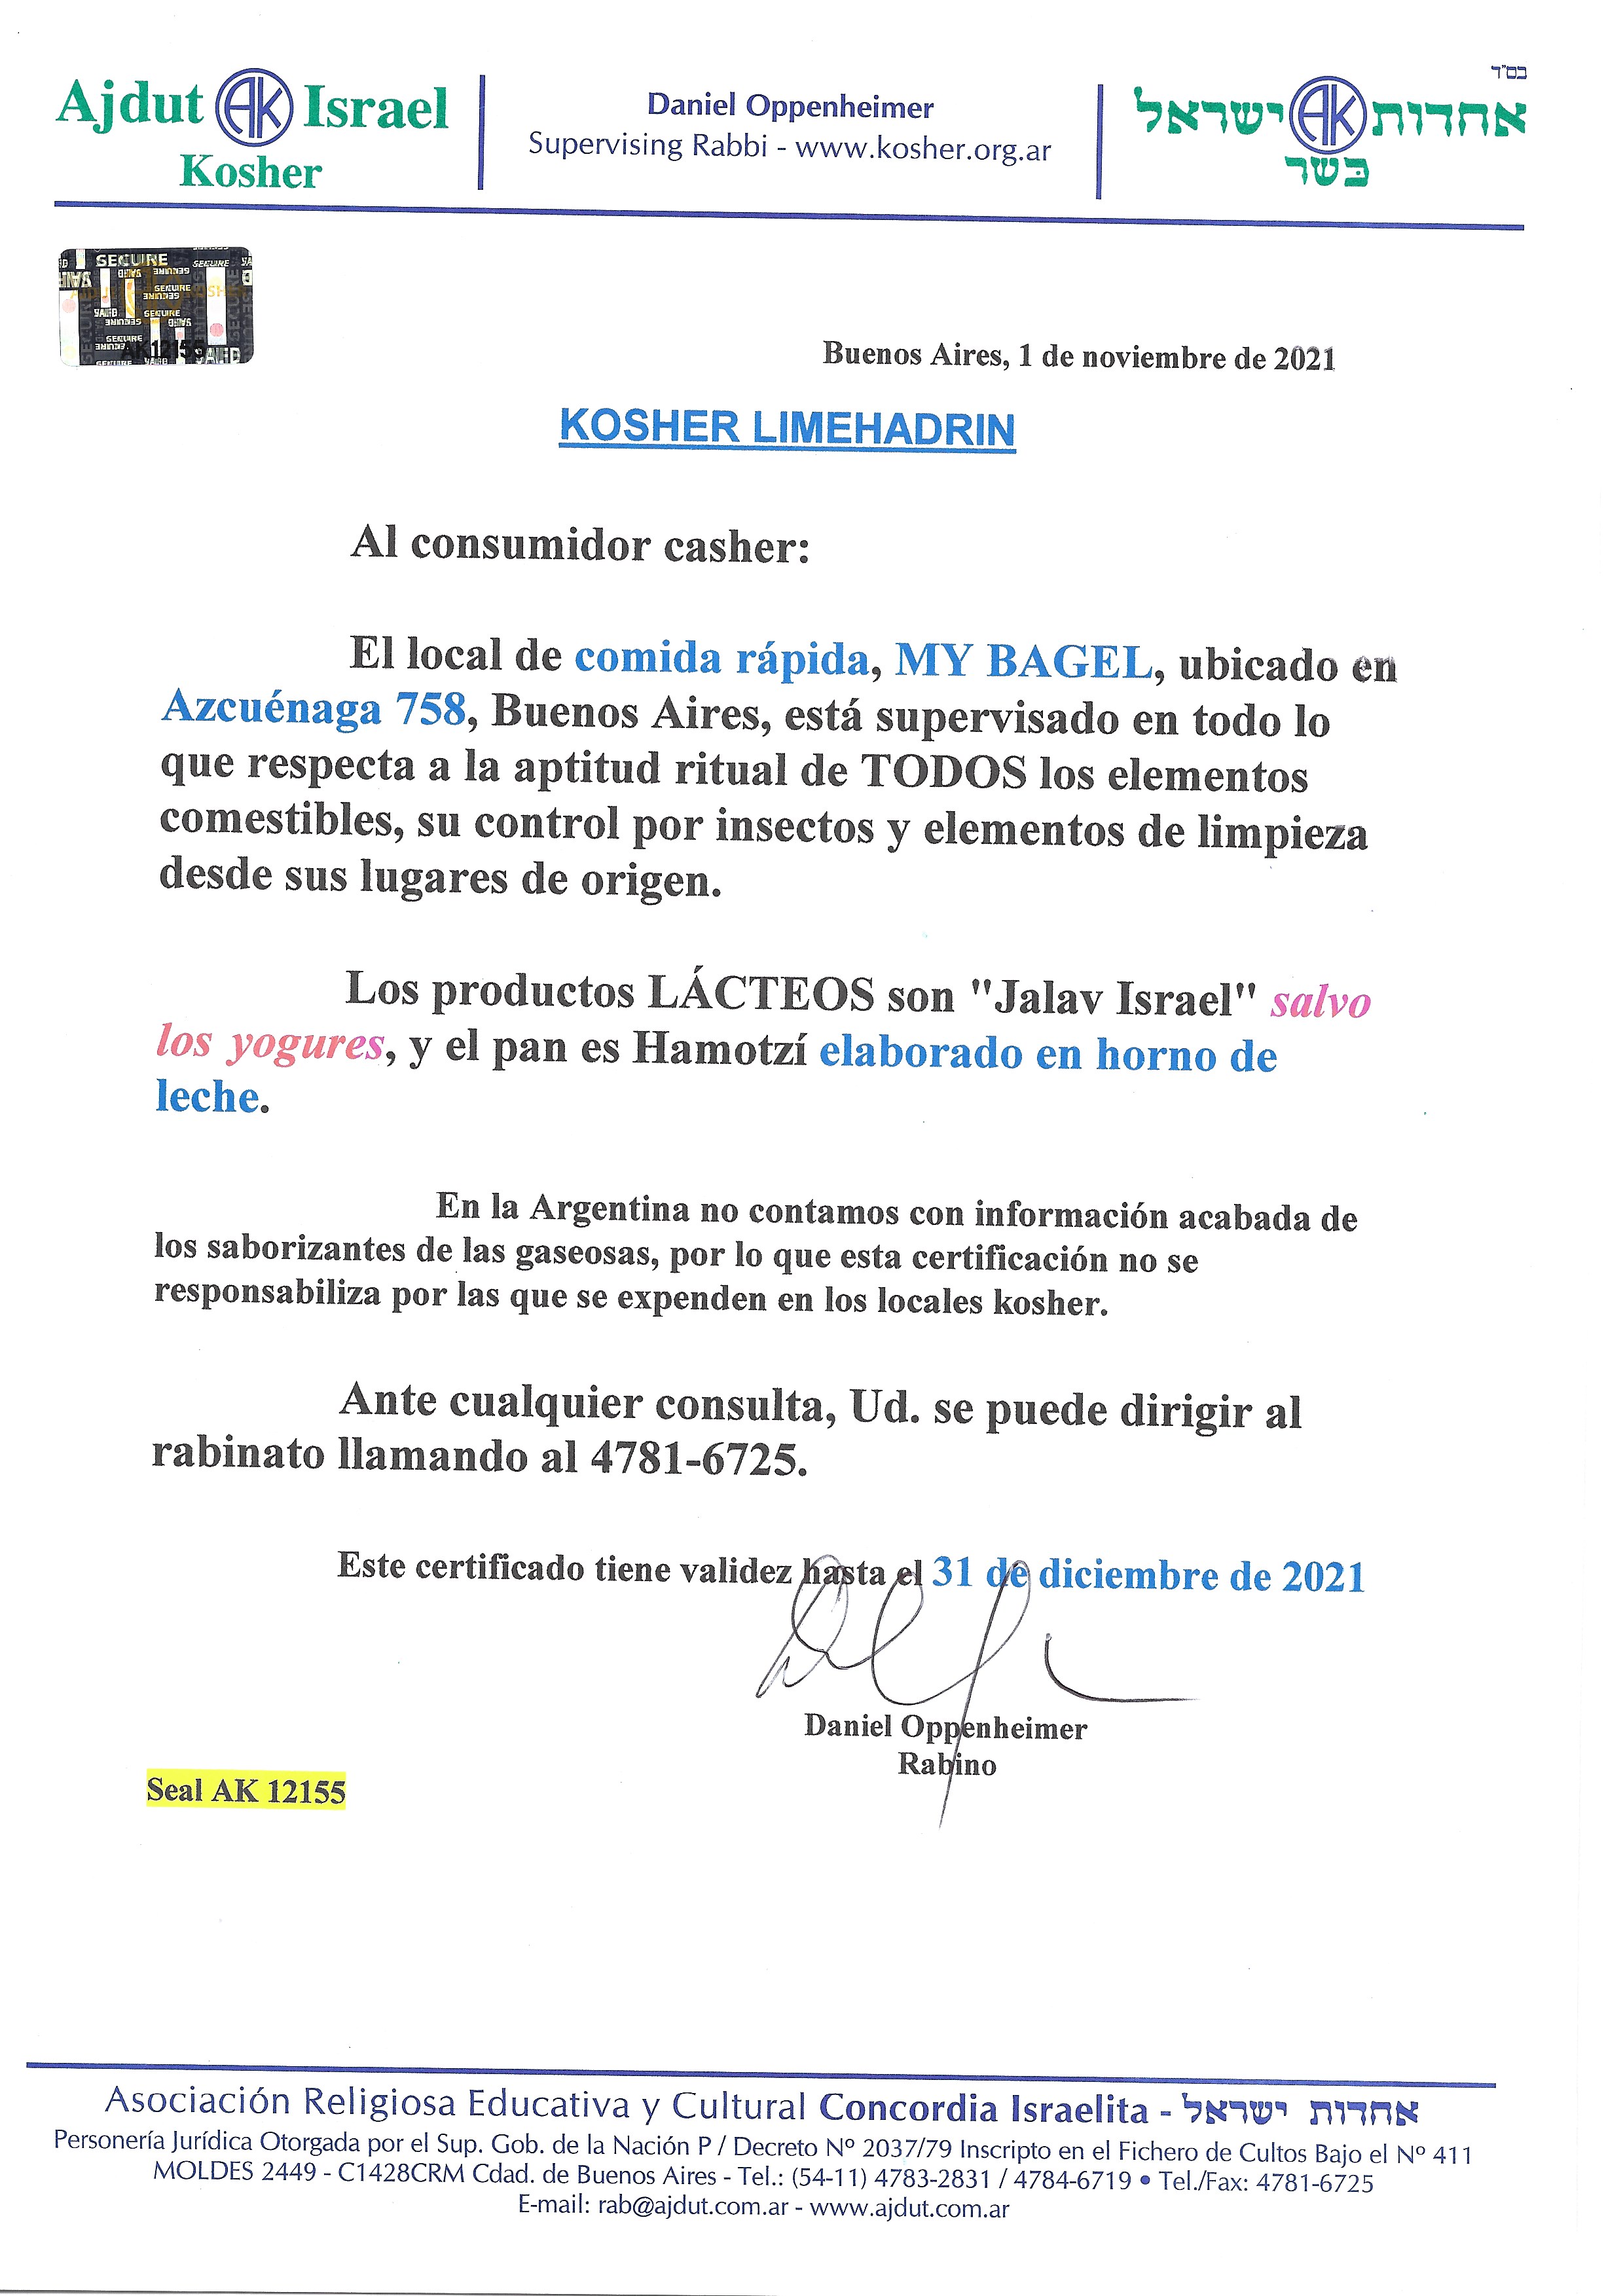 בס"ד
Ajdut AK Israel
Kosher
Daniel Oppenheimer
Supervising Rabbi - www.kosher.org.ar
אחדות AK ישראל
כשר
SECURE
AK12155
Buenos Aires, 1 de noviembre de 2021
KOSHER LIMEHADRIN
Al consumidor casher:
El local de comida rápida, MY BAGEL, ubicado en
Azcuénaga 758, Buenos Aires, está supervisado en todo lo
que respecta a la aptitud ritual de TODOS los elementos
comestibles, su control por insectos y elementos de limpieza
desde sus lugares de origen.
Los productos LÁCTEOS son "Jalav Israel" salvo
los yogures, y el pan es Hamotzí elaborado en horno de
leche.
En la Argentina no contamos con información acabada de
los saborizantes de las gaseosas, por lo que esta certificación no se
responsabiliza por las que se expenden en los locales kosher.
Ante cualquier consulta, Ud. se puede dirigir al
rabinato llamando al 4781-6725.
Este certificado tiene validez hasta el 31 de diciembre de 2021
Daniel Oppenheimer
Rabino
Seal AK 12155
Asociación Religiosa Educativa y Cultural Concordia Israelita - אחדות ישראל
Personería Jurídica Otorgada por el Sup. Gob. de la Nación P / Decreto Nº 2037/79 Inscripto en el Fichero de Cultos Bajo el Nº 411
MOLDES 2449 - C1428CRM Cdad. de Buenos Aires - Tel.: (54-11) 4783-2831 / 4784-6719 • Tel./Fax: 4781-6725
E-mail: rab@ajdut.com.ar - www.ajdut.com.ar